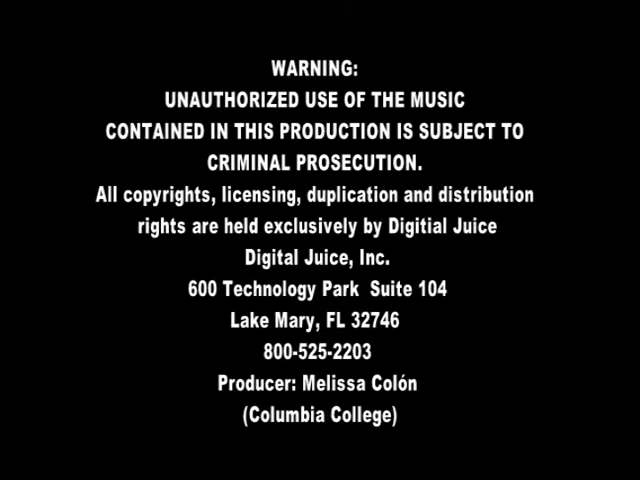 WARNING:
UNAUTHORIZED USE OF THE MUSIC
CONTAINED IN THIS PRODUCTION IS SUBJECT TO
CRIMINAL PROSECUTION.
All copyrights, licensing, duplication and distribution
rights are held exclusively by Digitial Juice
Digital Juice, Inc.
600 Technology Park  Suite 104
Lake Mary, FL 32746
800-525-2203
Producer: Melissa Colón
(Columbia College)